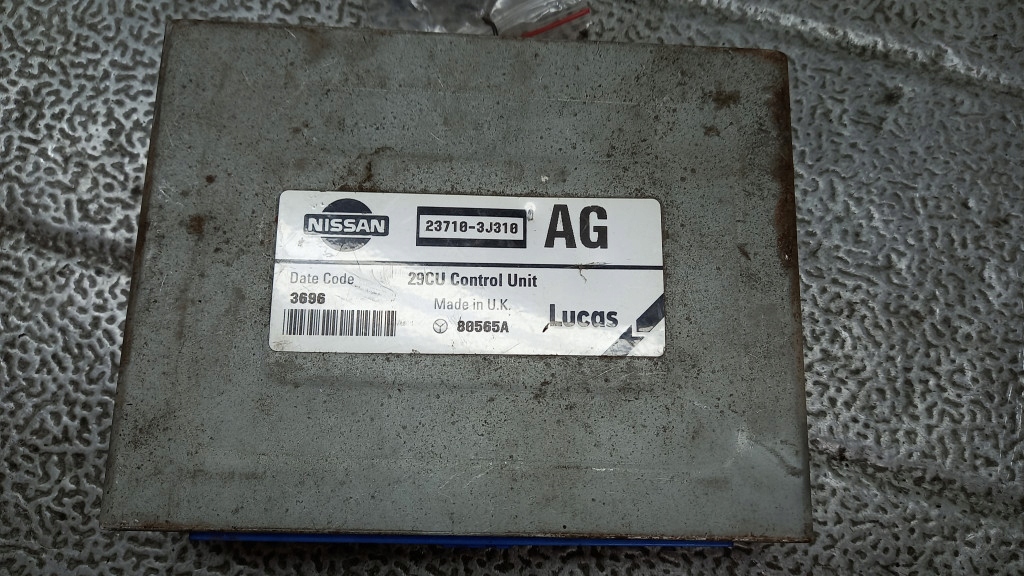 NISSAN
23710-3J310
AG
Date Code
29CU Control Unit
3696
Made in U.K.
80565A
Lucas
L